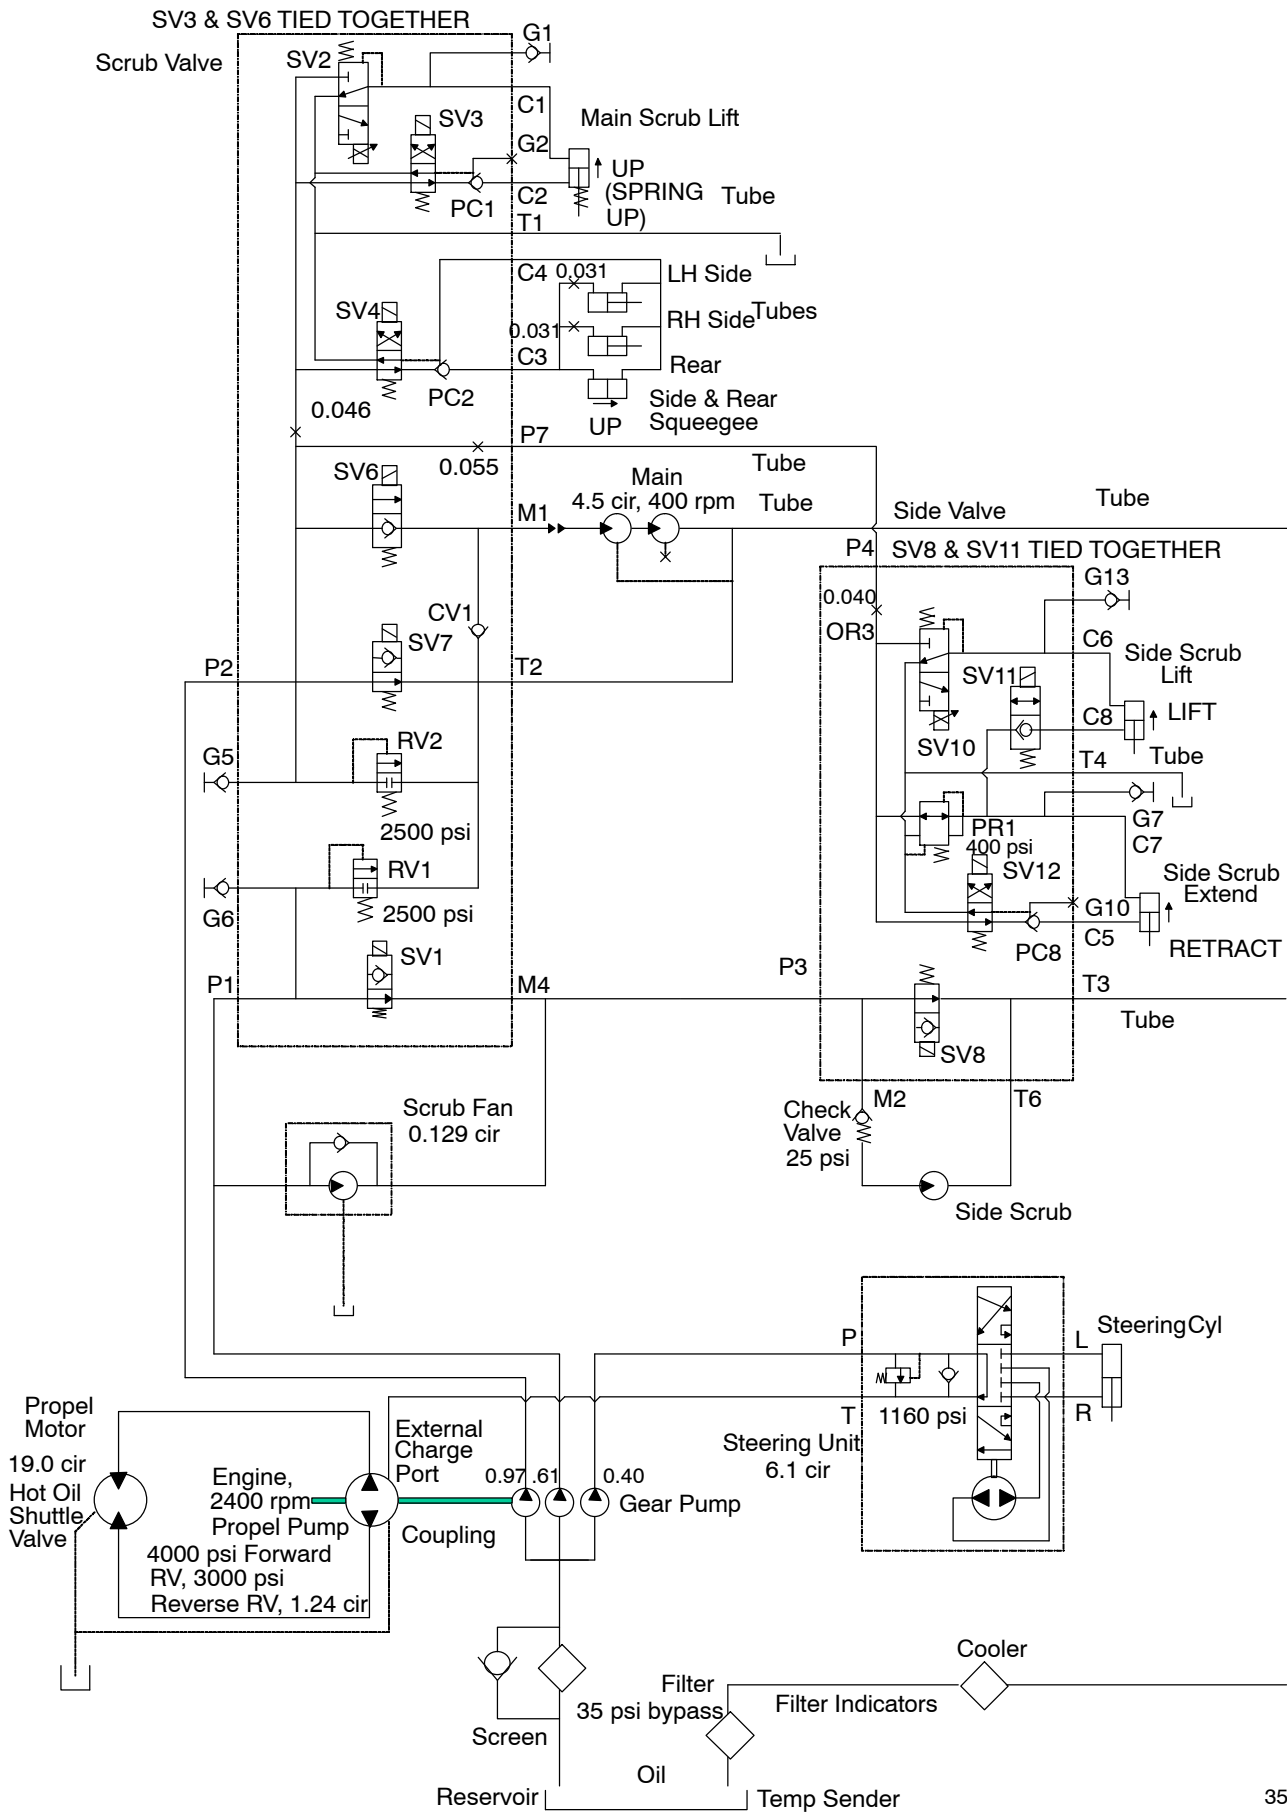 SV3 & SV6 TIED TOGETHER
Scrub Valve
SV2
G1
C1
SV3
Main Scrub Lift
G2
UP
(SPRING
UP)
Tube
PC1
C2
T1
C4
0.031
LH Side
SV4
0.031
RH Side
Tubes
C3
Rear
PC2
Side & Rear
Squeegee
0.046
UP
P7
0.055
SV6
Main
4.5 cir, 400 rpm
Tube
Tube
Tube
M1
Side Valve
P4
SV8 & SV11 TIED TOGETHER
G13
0.040
CV1
OR3
C6
SV7
Side Scrub
Lift
P2
T2
SV11
C8
LIFT
SV10
RV2
G5
T4
Tube
2500 psi
PR1
400 psi
G7
C7
RV1
SV12
Side Scrub
Extend
G6
2500 psi
G10
C5
SV1
PC8
RETRACT
P3
P1
M4
T3
Tube
SV8
M2
T6
Scrub Fan
0.129 cir
Check
Valve
25 psi
Side Scrub
P
L
SteeringCyl
T
1160 psi
R
Propel
Motor
External
Charge
Port
Steering Unit
6.1 cir
19.0 cir
Hot Oil
Shuttle
Valve
Engine,
2400 rpm
Propel Pump
0.97
.61
0.40
Gear Pump
Coupling
4000 psi Forward
RV, 3000 psi
Reverse RV, 1.24 cir
Cooler
Filter
35 psi bypass
Filter Indicators
Screen
Oil
Reservoir
Temp Sender
35